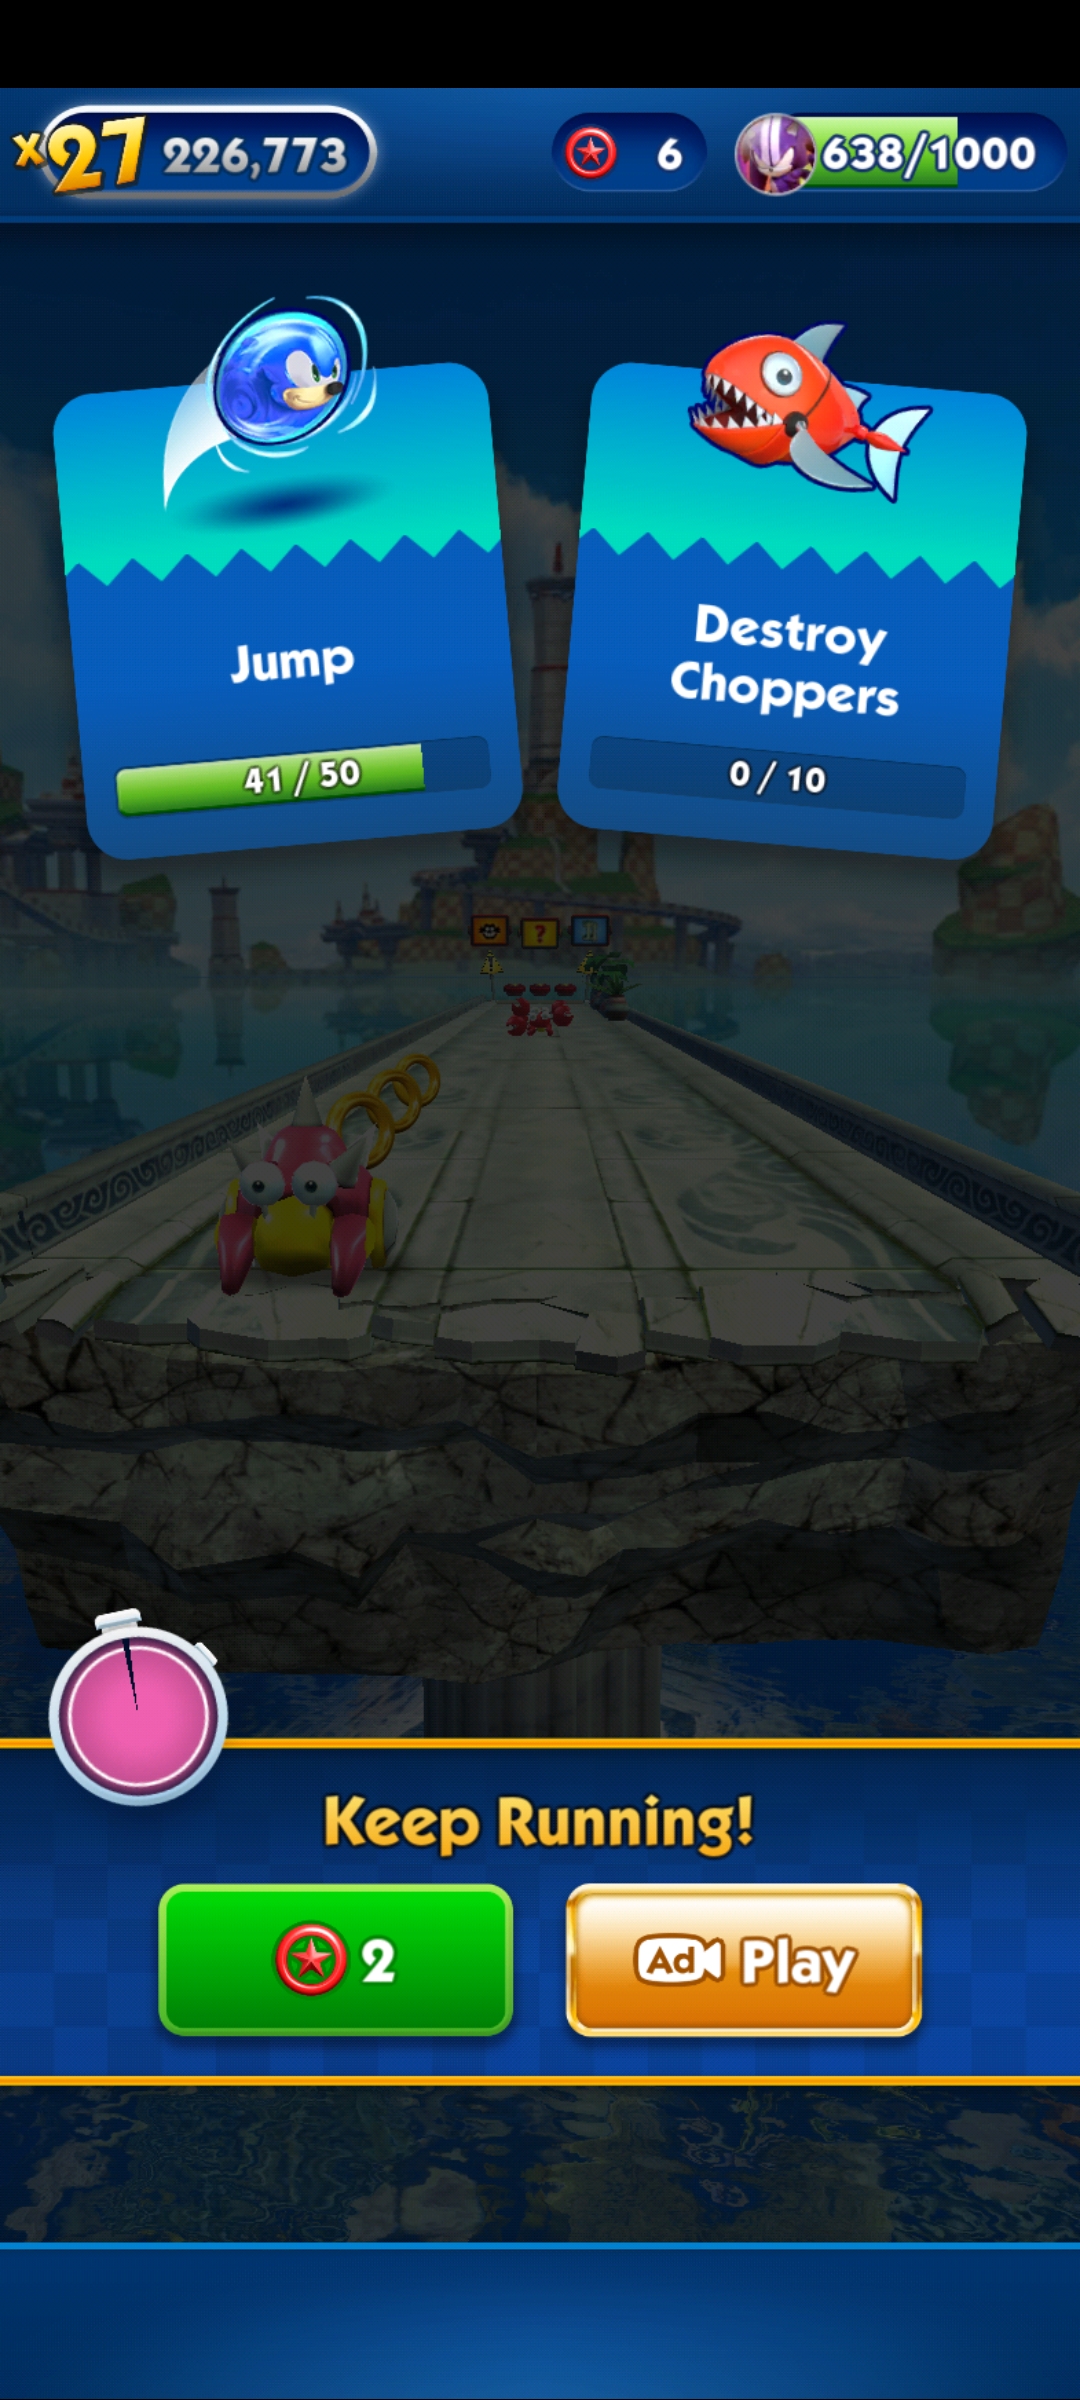 x27 226,773
6
638/1000
Jump
41 / 50
Destroy
Choppers
0 / 10
?
Keep Running!
2
Ad Play